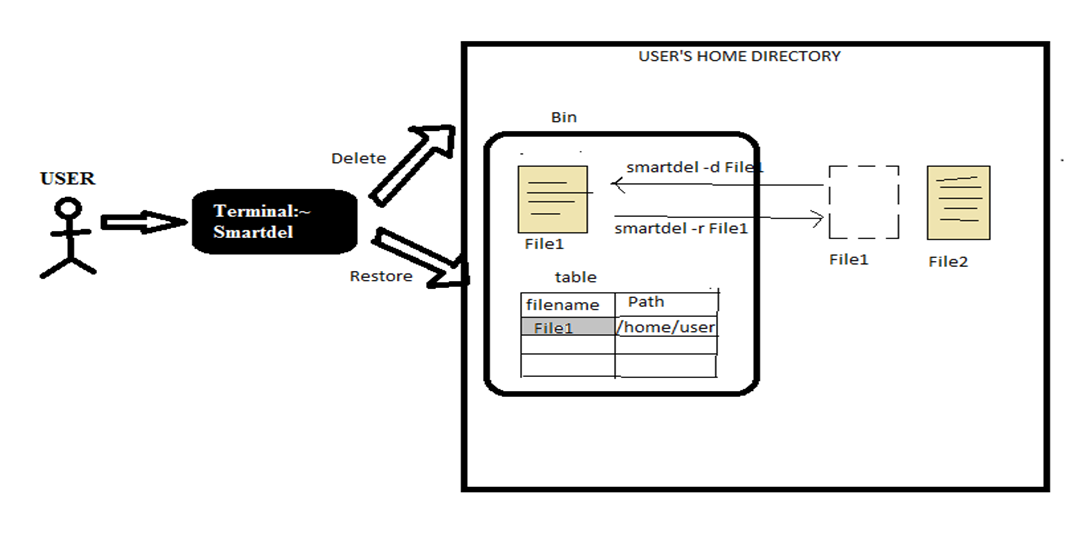 USER'S HOME DIRECTORY
Bin
Delete
smartdel -d File1
USER
Terminal:~
Smartdel
smartdel -r File1
File1
File1
File2
Restore
table
filename Path
File1 /home/user